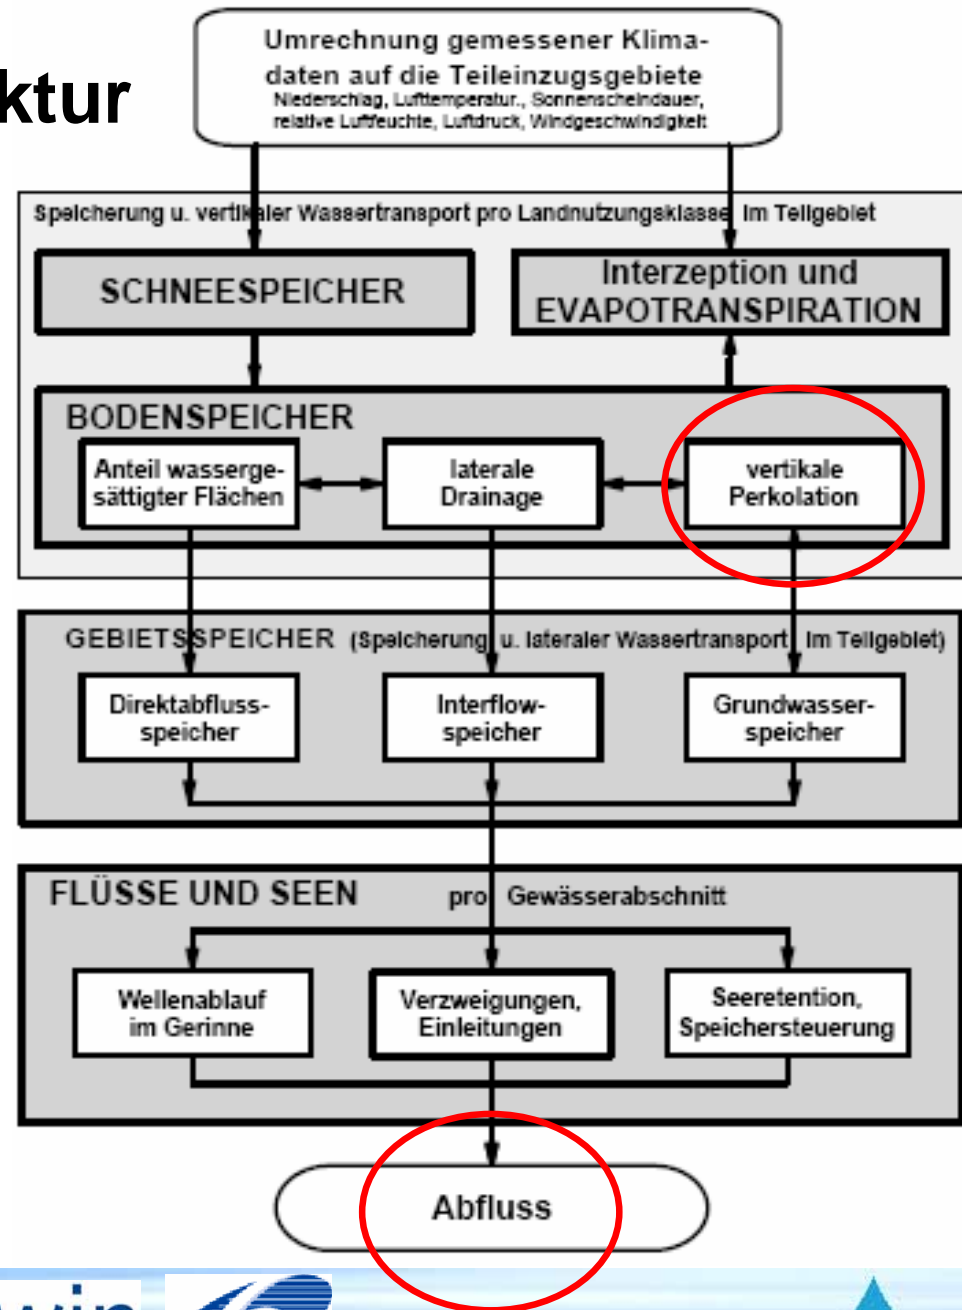 ktur
Umrechnung gemessener Klima-
daten auf die Teileinzugsgebiete
Niederschlag, Lufttemperatur., Sonnenscheindauer,
relative Luftfeuchte, Luftdruck, Windgeschwindigkeit
Speicherung u. vertikaler Wassertransport pro Landnutzungsklasse im Teilgebiet
SCHNEESPEICHER
Interzeption und
EVAPOTRANSPIRATION
BODENSPEICHER
Anteil wasserge-
sättigter Flächen
laterale
Drainage
vertikale
Perkolation
GEBIETSSPEICHER (Speicherung u. lateraler Wassertransport im Teilgebiet)
Direktabfluss-
speicher
Interflow-
speicher
Grundwasser-
speicher
FLÜSSE UND SEEN pro Gewässerabschnitt
Wellenablauf
im Gerinne
Verzweigungen,
Einleitungen
Seeretention,
Speichersteuerung
Abfluss